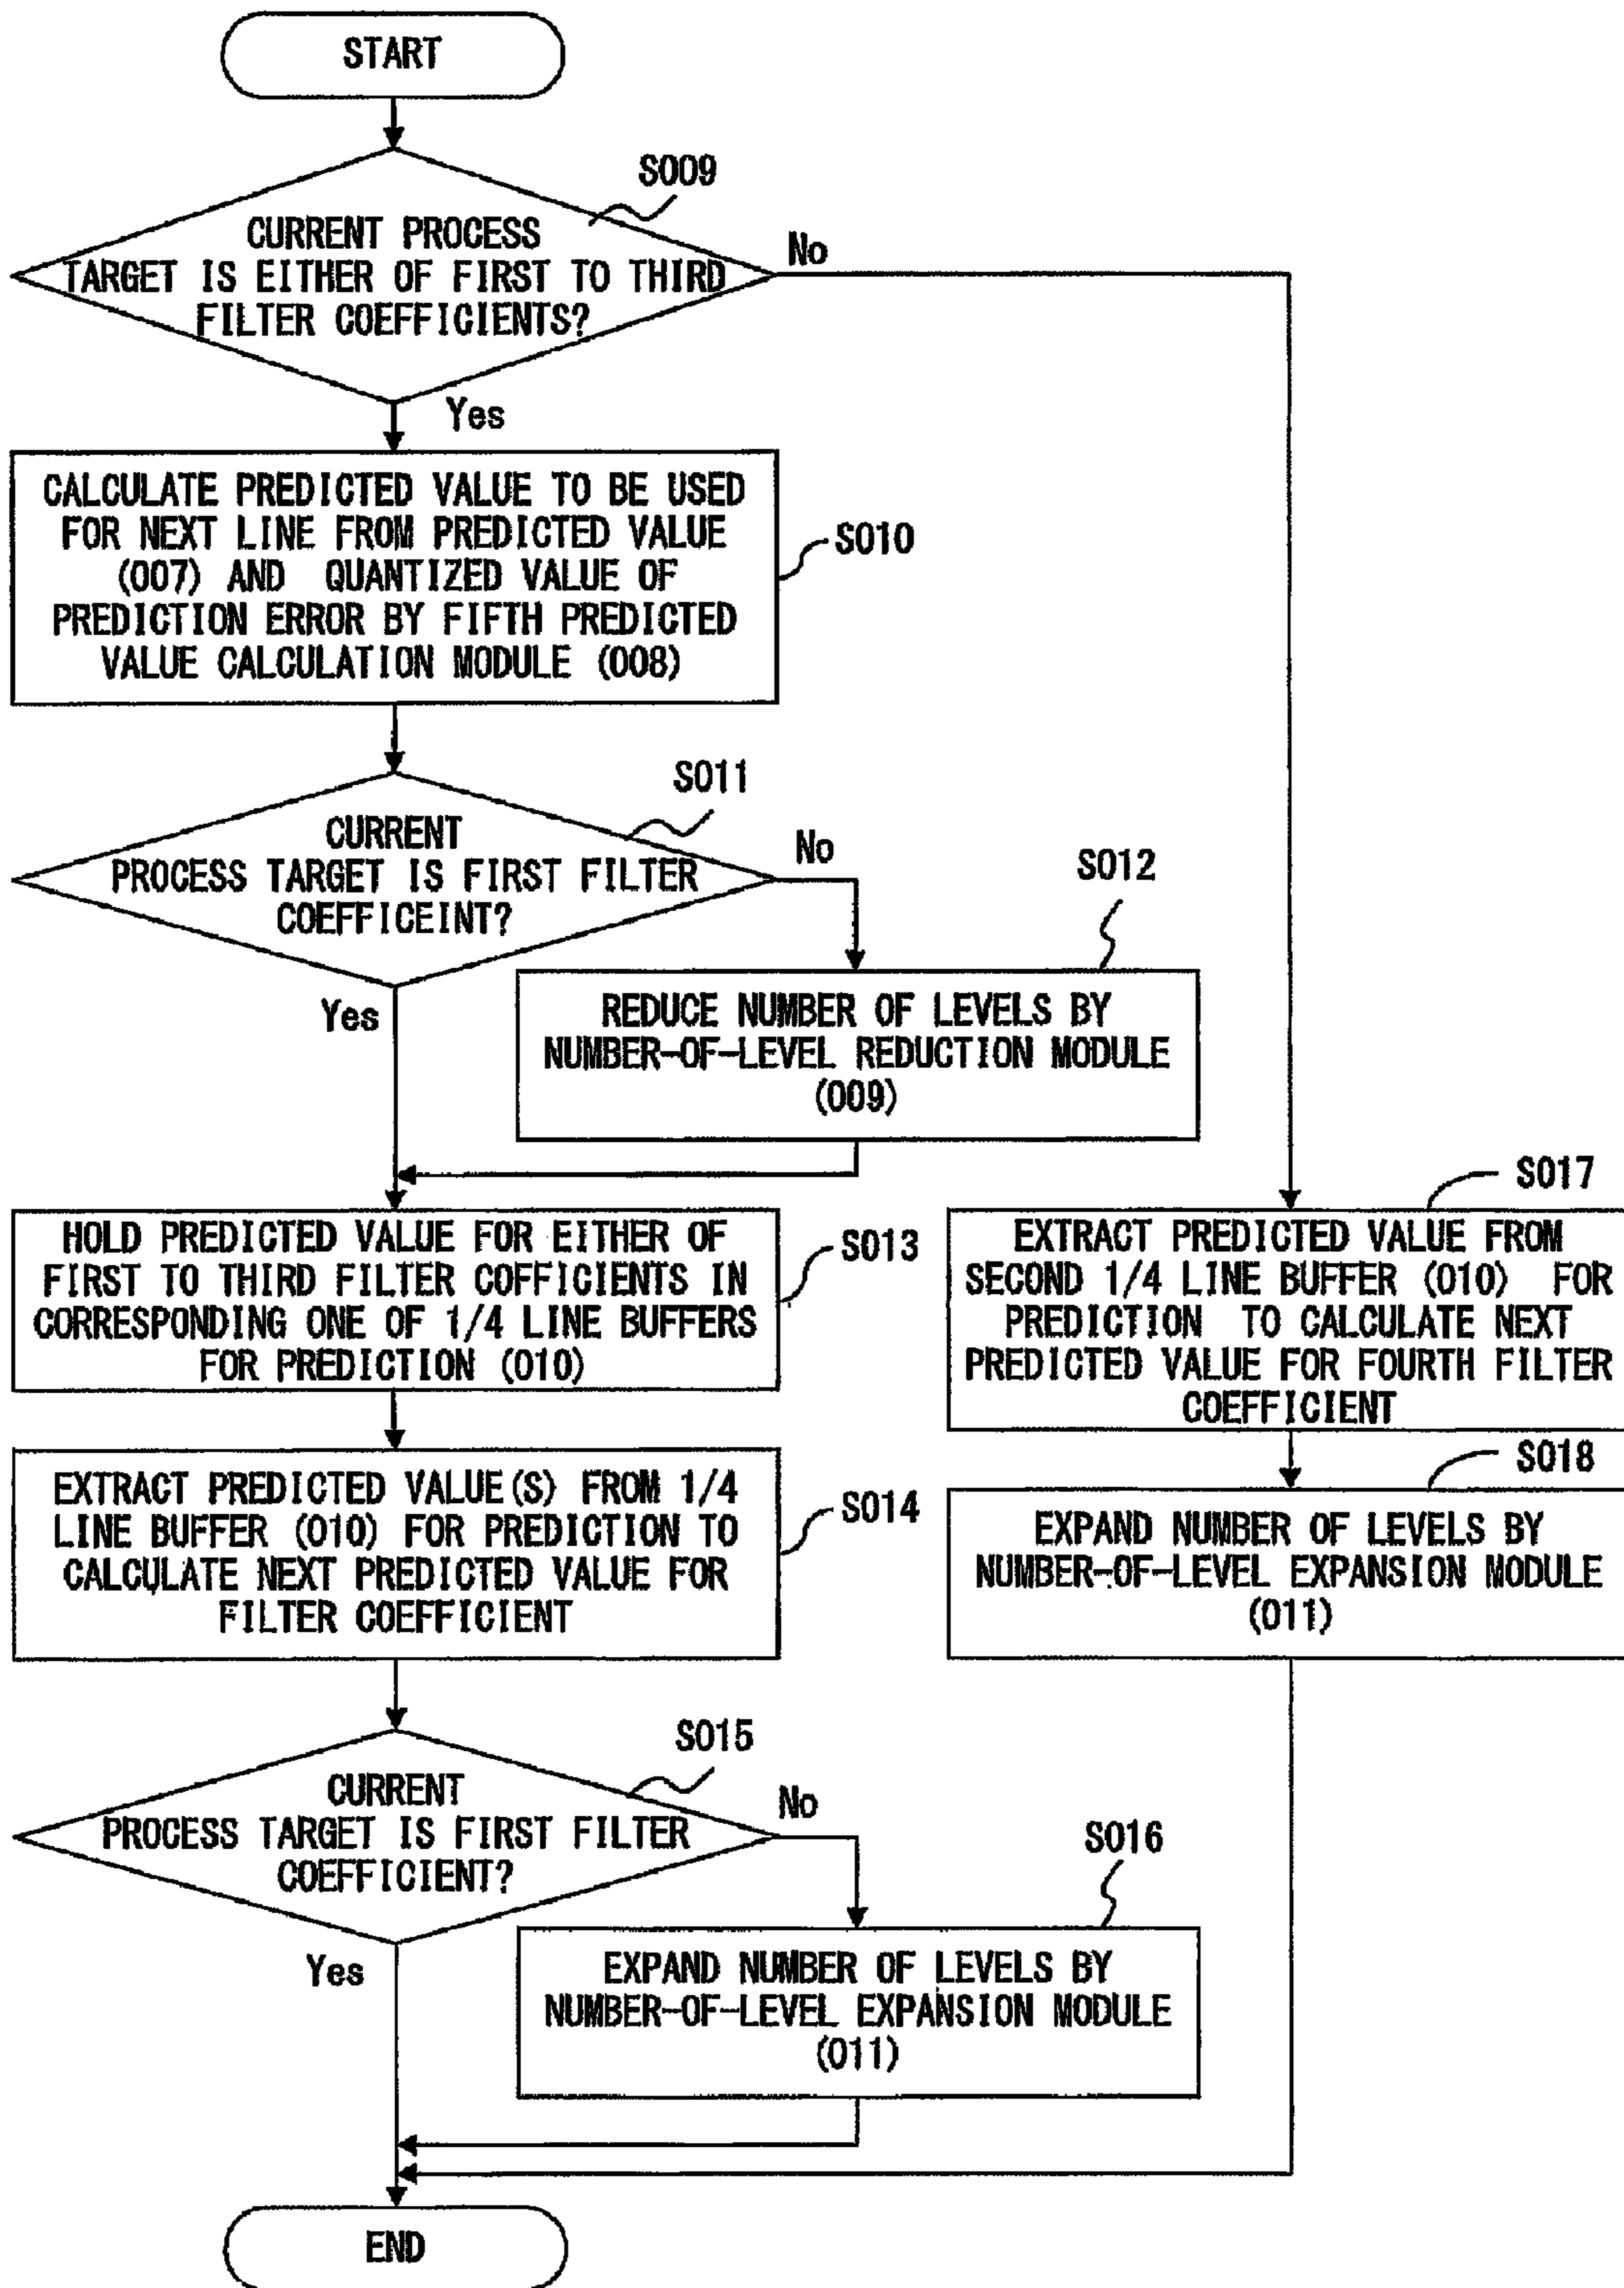 START
S009
CURRENT PROCESS
TARGET IS EITHER OF FIRST TO THIRD
FILTER COEFFICIENTS?
No
Yes
CALCULATE PREDICTED VALUE TO BE USED
FOR NEXT LINE FROM PREDICTED VALUE
(007) AND QUANTIZED VALUE OF
PREDICTION ERROR BY FIFTH PREDICTED
VALUE CALCULATION MODULE (008)
S010
S011
CURRENT
PROCESS TARGET IS FIRST FILTER
COEFFICEINT?
No
Yes
S012
REDUCE NUMBER OF LEVELS BY
NUMBER-OF-LEVEL REDUCTION MODULE
(009)
HOLD PREDICTED VALUE FOR EITHER OF
FIRST TO THIRD FILTER COFFICIENTS IN
CORRESPONDING ONE OF 1/4 LINE BUFFERS
FOR PREDICTION (010)
S013
S017
EXTRACT PREDICTED VALUE FROM
SECOND 1/4 LINE BUFFER (010) FOR
PREDICTION TO CALCULATE NEXT
PREDICTED VALUE FOR FOURTH FILTER
COEFFICIENT
EXTRACT PREDICTED VALUE(S) FROM 1/4
LINE BUFFER (010) FOR PREDICTION TO
CALCULATE NEXT PREDICTED VALUE FOR
FILTER COEFFICIENT
S014
S018
EXPAND NUMBER OF LEVELS BY
NUMBER-OF-LEVEL EXPANSION MODULE
(011)
S015
CURRENT
PROCESS TARGET IS FIRST FILTER
COEFFICIENT?
No
Yes
S016
EXPAND NUMBER OF LEVELS BY
NUMBER-OF-LEVEL EXPANSION MODULE
(011)
END